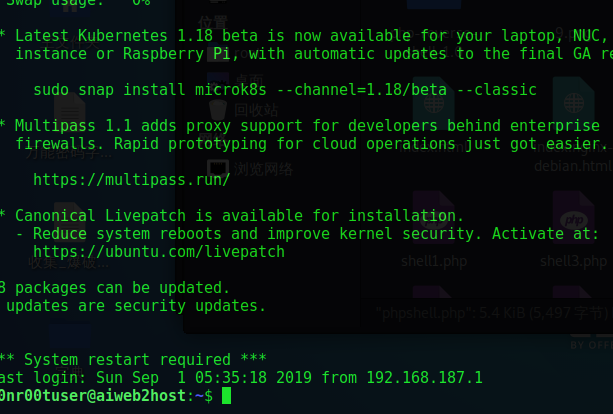 Swap usage:   0%
* Latest Kubernetes 1.18 beta is now available for your laptop, NUC,
instance or Raspberry Pi, with automatic updates to the final GA re
sudo snap install microk8s --channel=1.18/beta --classic
* Multipass 1.1 adds proxy support for developers behind enterprise
firewalls. Rapid prototyping for cloud operations just got easier.
https://multipass.run/
* Canonical Livepatch is available for installation.
- Reduce system reboots and improve kernel security. Activate at:
https://ubuntu.com/livepatch
8 packages can be updated.
updates are security updates.
** System restart required ***
ast login: Sun Sep  1 05:35:18 2019 from 192.168.187.1
0nr00tuser@aiweb2host:~$
位置
桌面
回收站
浏览网络
debian.html
php
shell1.php
shell3.php
"phpshell.php": 5.4 KiB (5,497 字节)
BY OFFE